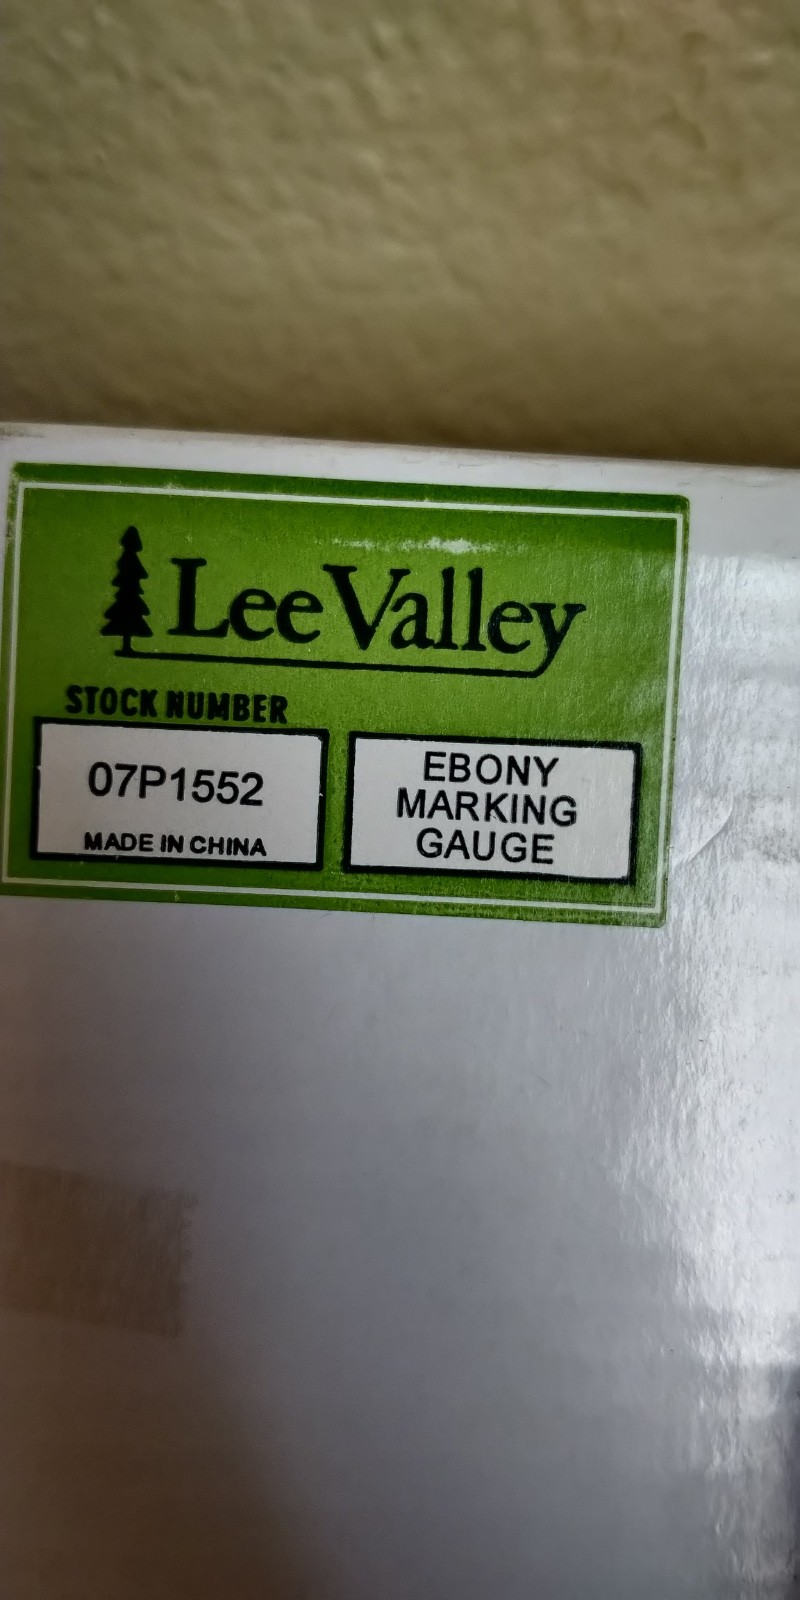 Lee Valley
STOCK NUMBER
07P1552
MADE IN CHINA
EBONY
MARKING
GAUGE